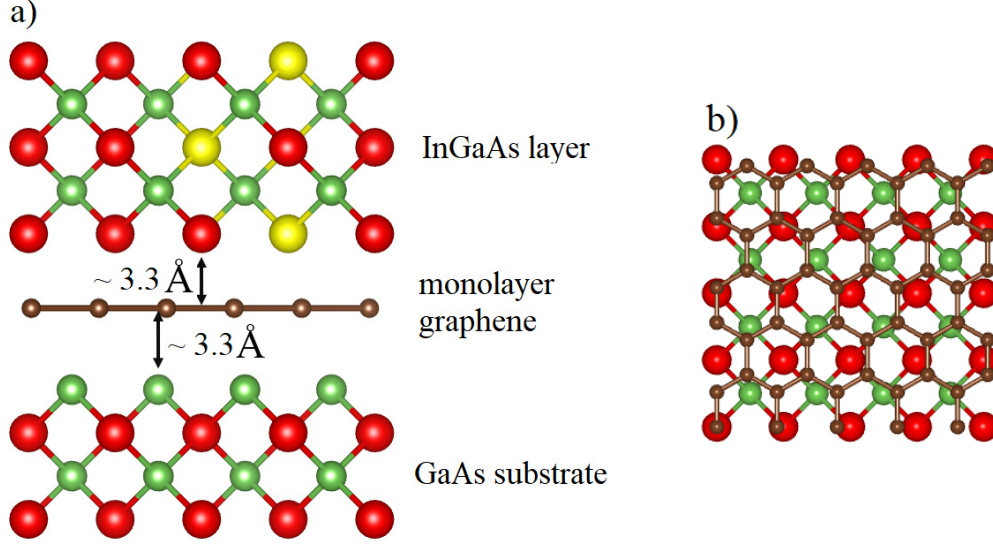 a)
InGaAs layer
~ 3.3 Å
monolayer
graphene
~ 3.3 Å
GaAs substrate
b)